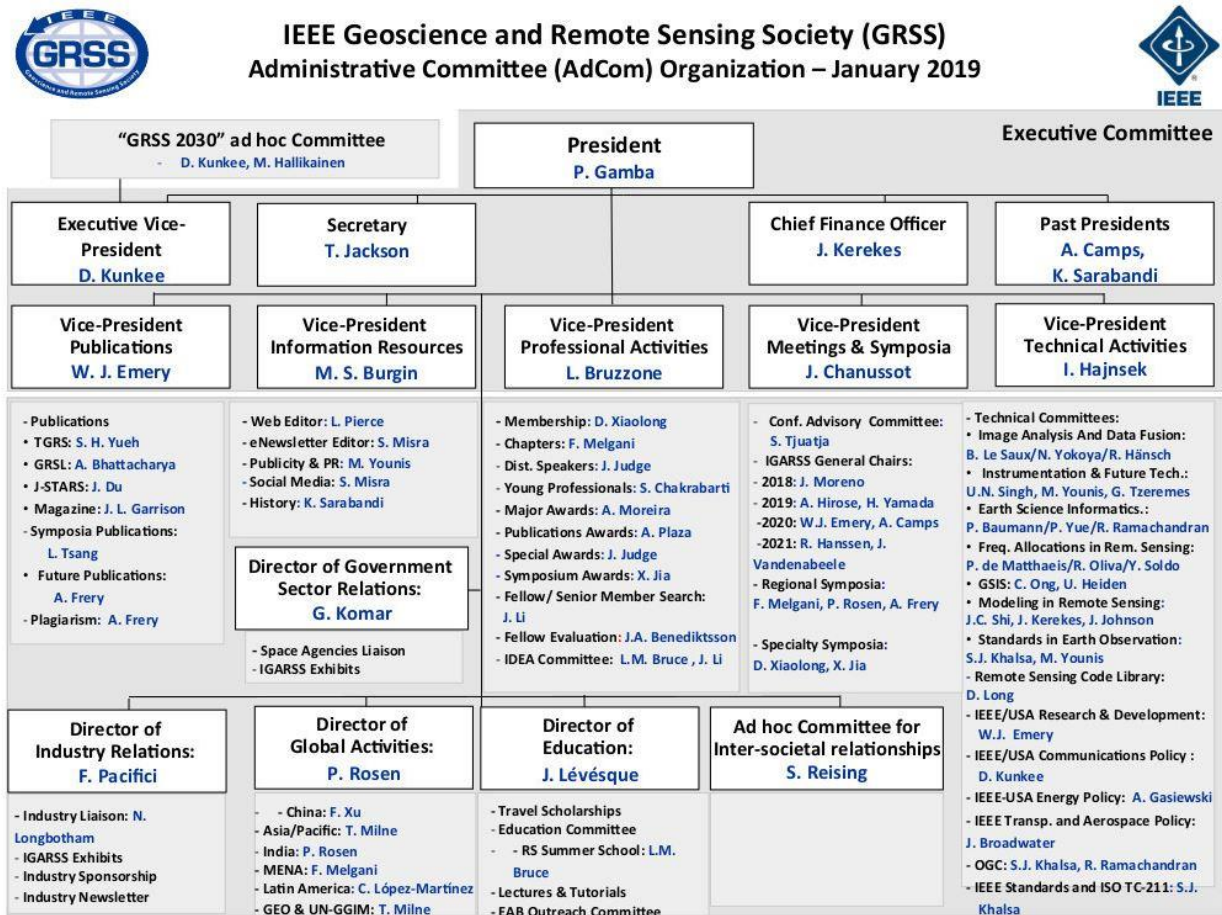 IEEE
GRSS
Geoscience and Remote Sensing Society
IEEE Geoscience and Remote Sensing Society (GRSS)
Administrative Committee (AdCom) Organization – January 2019
IEEE
Executive Committee
"GRSS 2030" ad hoc Committee
- D. Kunkee, M. Hallikainen
President
P. Gamba
Executive Vice-
President
D. Kunkee
Secretary
T. Jackson
Chief Finance Officer
J. Kerekes
Past Presidents
A. Camps,
K. Sarabandi
Vice-President
Publications
W. J. Emery
Vice-President
Information Resources
M. S. Burgin
Vice-President
Professional Activities
L. Bruzzone
Vice-President
Meetings & Symposia
J. Chanussot
Vice-President
Technical Activities
I. Hajnsek
- Publications
• TGRS: S. H. Yueh
• GRSL: A. Bhattacharya
• J-STARS: J. Du
• Magazine: J. L. Garrison
- Symposia Publications:
L. Tsang
• Future Publications:
A. Frery
- Plagiarism: A. Frery
- Web Editor: L. Pierce
- eNewsletter Editor: S. Misra
- Publicity & PR: M. Younis
- Social Media: S. Misra
- History: K. Sarabandi
Director of Government
Sector Relations:
G. Komar
- Space Agencies Liaison
- IGARSS Exhibits
- Membership: D. Xiaolong
- Chapters: F. Melgani
- Dist. Speakers: J. Judge
- Young Professionals: S. Chakrabarti
- Major Awards: A. Moreira
- Publications Awards: A. Plaza
- Special Awards: J. Judge
- Symposium Awards: X. Jia
- Fellow/ Senior Member Search:
J. Li
- Fellow Evaluation: J.A. Benediktsson
- IDEA Committee: L.M. Bruce , J. Li
- Conf. Advisory Committee:
S. Tjuatja
- IGARSS General Chairs:
- 2018: J. Moreno
- 2019: A. Hirose, H. Yamada
-2020: W.J. Emery, A. Camps
-2021: R. Hanssen, J.
Vandenabeele
- Regional Symposia:
F. Melgani, P. Rosen, A. Frery
- Specialty Symposia:
D. Xiaolong, X. Jia
- Technical Committees:
• Image Analysis And Data Fusion:
B. Le Saux/N. Yokoya/R. Hänsch
• Instrumentation & Future Tech.:
U.N. Singh, M. Younis, G. Tzeremes
• Earth Science Informatics.:
P. Baumann/P. Yue/R. Ramachandran
• Freq. Allocations in Rem. Sensing:
P. de Matthaeis/R. Oliva/Y. Soldo
• GSIS: C. Ong, U. Heiden
• Modeling in Remote Sensing:
J.C. Shi, J. Kerekes, J. Johnson
• Standards in Earth Observation:
S.J. Khalsa, M. Younis
- Remote Sensing Code Library:
D. Long
- IEEE/USA Research & Development:
W.J. Emery
- IEEE/USA Communications Policy :
D. Kunkee
- IEEE-USA Energy Policy: A. Gasiewski
- IEEE Transp. and Aerospace Policy:
J. Broadwater
- OGC: S.J. Khalsa, R. Ramachandran
- IEEE Standards and ISO TC-211: S.J.
Khalsa
Director of
Industry Relations:
F. Pacifici
Director of
Global Activities:
P. Rosen
Director of
Education:
J. Lévésque
Ad hoc Committee for
Inter-societal relationships
S. Reising
- Industry Liaison: N.
Longbotham
- IGARSS Exhibits
- Industry Sponsorship
- Industry Newsletter
- - China: F. Xu
- Asia/Pacific: T. Milne
- India: P. Rosen
- MENA: F. Melgani
- Latin America: C. López-Martínez
- GEO & UN-GGIM: T. Milne
- Travel Scholarships
- Education Committee
- - RS Summer School: L.M.
Bruce
- Lectures & Tutorials
- EAB Outreach Committee